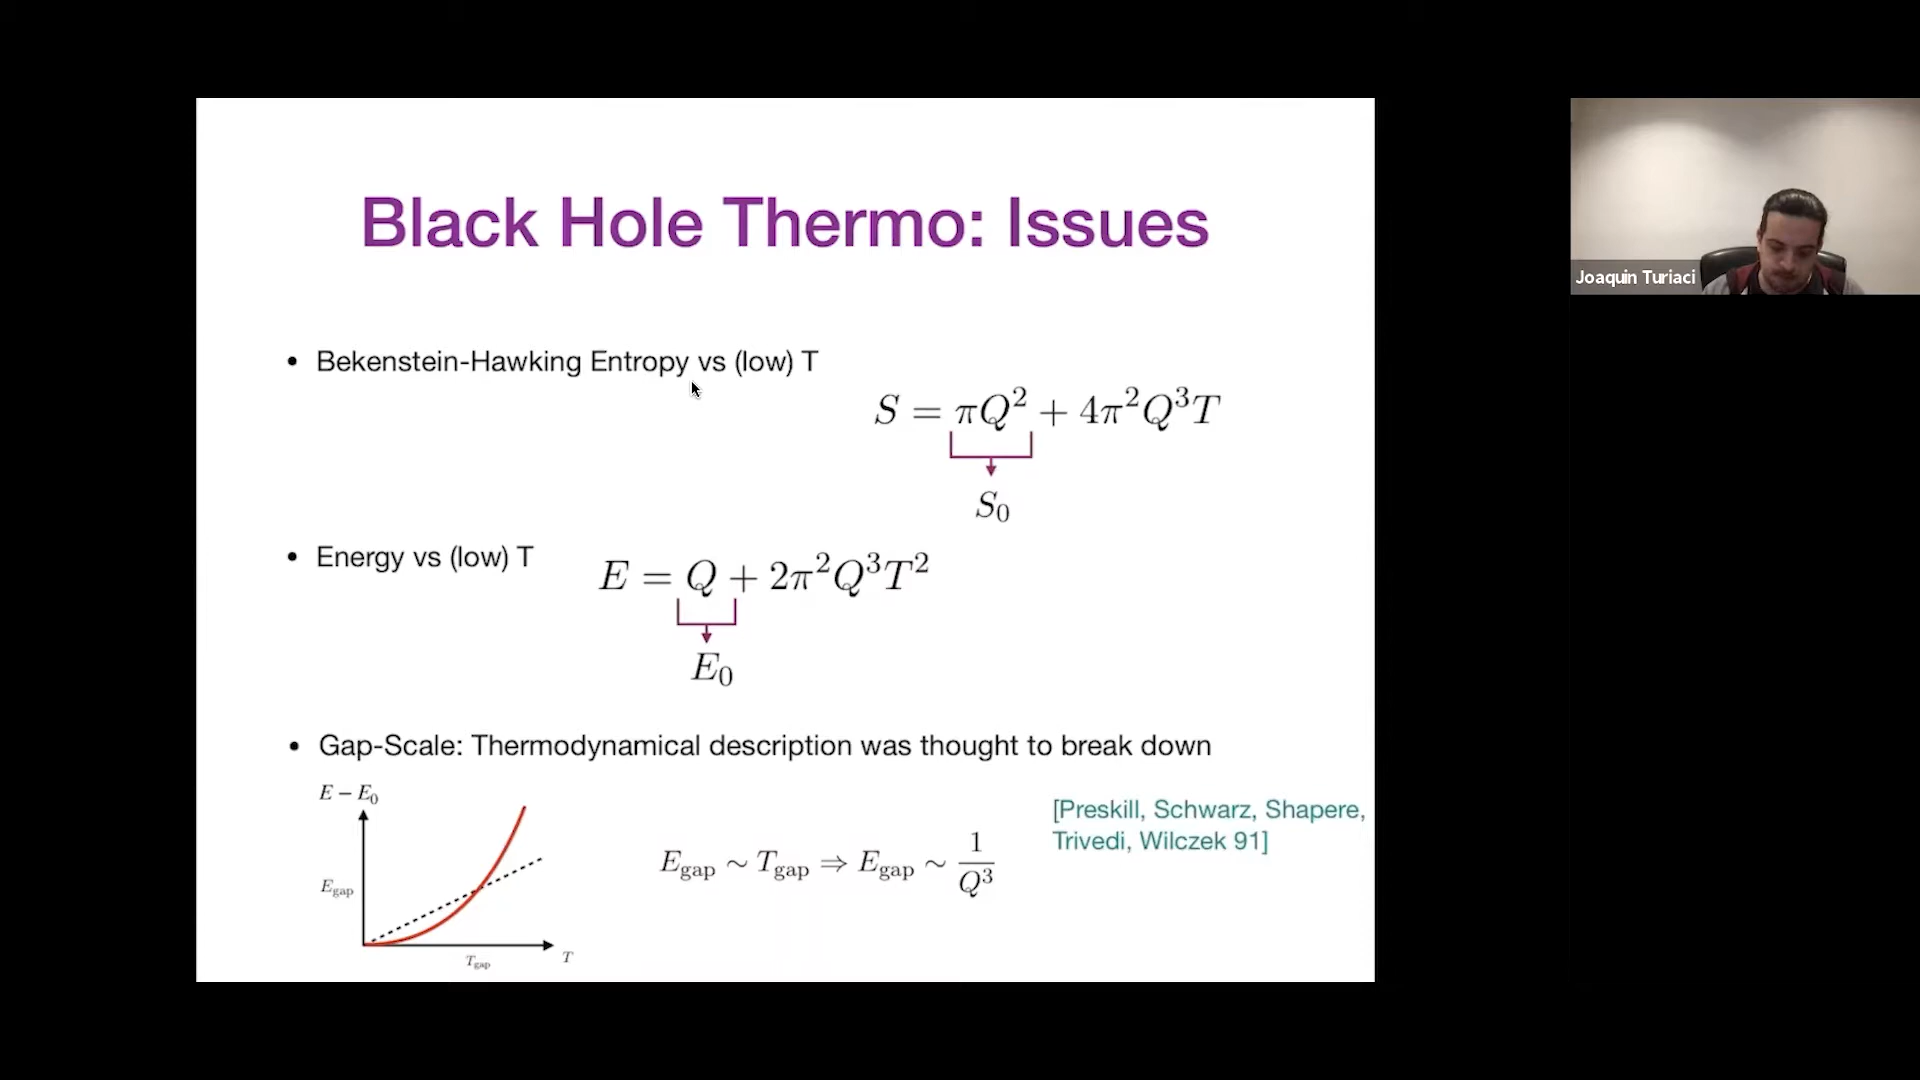 Black Hole Thermo: Issues
• Bekenstein-Hawking Entropy vs (low) T
S = πQ² + 4π²Q³T
S₀
• Energy vs (low) T
E = Q + 2π²Q³T²
E₀
• Gap-Scale: Thermodynamical description was thought to break down
E − E₀
E_gap
T_gap
T
E_gap ∼ T_gap ⇒ E_gap ∼ 1/Q³
[Preskill, Schwarz, Shapere,
Trivedi, Wilczek 91]
Joaquin Turiaci